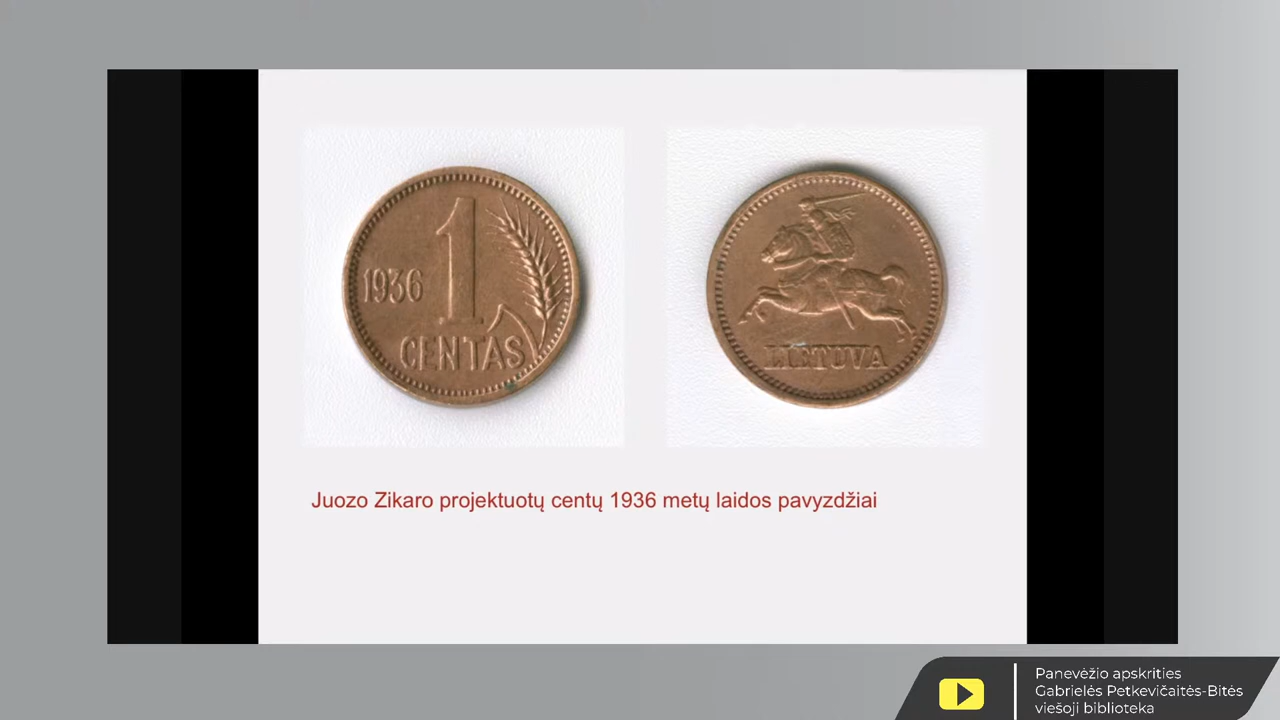 1936
1
CENTAS
LIETUVA
Juozo Zikaro projektuotų centų 1936 metų laidos pavyzdžiai
Panevėžio apskrities
Gabrielės Petkevičaitės-Bitės
viešoji biblioteka